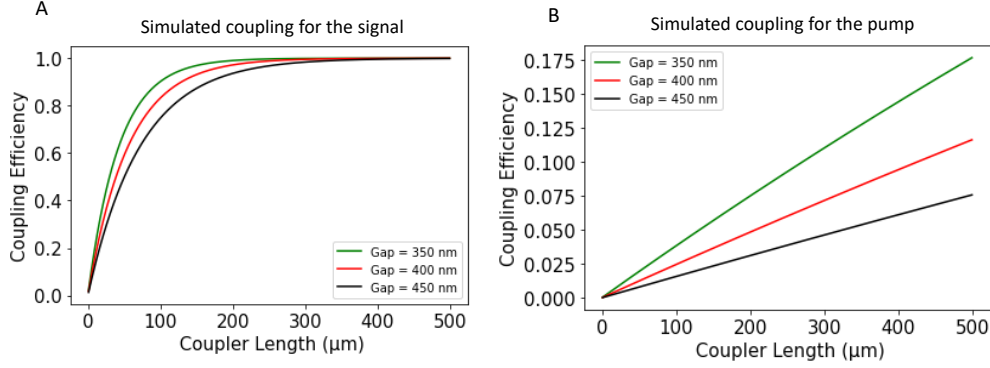 A
Simulated coupling for the signal
1.0
0.8
0.6
0.4
0.2
0.0
Coupling Efficiency
Gap = 350 nm
Gap = 400 nm
Gap = 450 nm
0
100
200
300
400
500
Coupler Length (μm)
B
Simulated coupling for the pump
0.175
0.150
0.125
0.100
0.075
0.050
0.025
0.000
Coupling Efficiency
Gap = 350 nm
Gap = 400 nm
Gap = 450 nm
0
100
200
300
400
500
Coupler Length (μm)